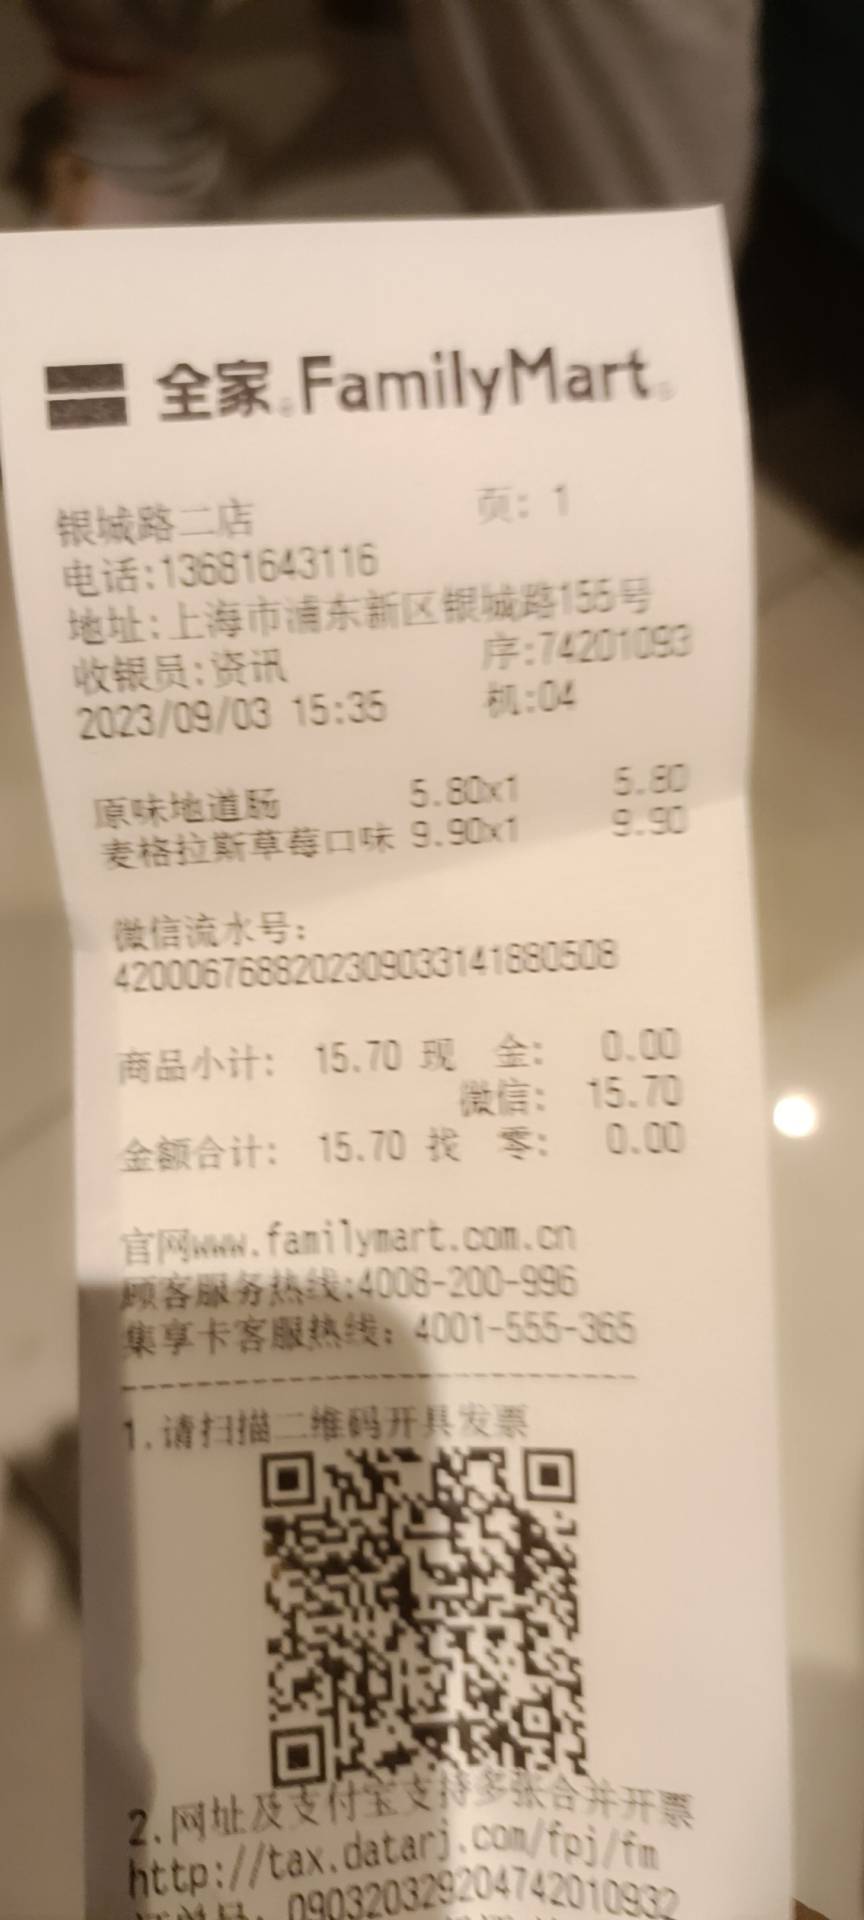 全家 FamilyMart
银城路二店 页: 1
电话:13681643116
地址:上海市浦东新区银城路155号
收银员:资讯 序:74201093
2023/09/03 15:35 机:04
原味地道肠 5.80x1 5.80
麦格拉斯草莓口味 9.90x1 9.90
微信流水号:
4200067688202309033141880508
商品小计: 15.70 现 金: 0.00
微信: 15.70
金额合计: 15.70 找 零: 0.00
官网www.familymart.com.cn
顾客服务热线:4008-200-996
集享卡客服热线: 4001-555-365
1.请扫描二维码开具发票
2.网址及支付宝支持多张合并开票
http://tax.datarj.com/fpj/fm
090320329204742010932